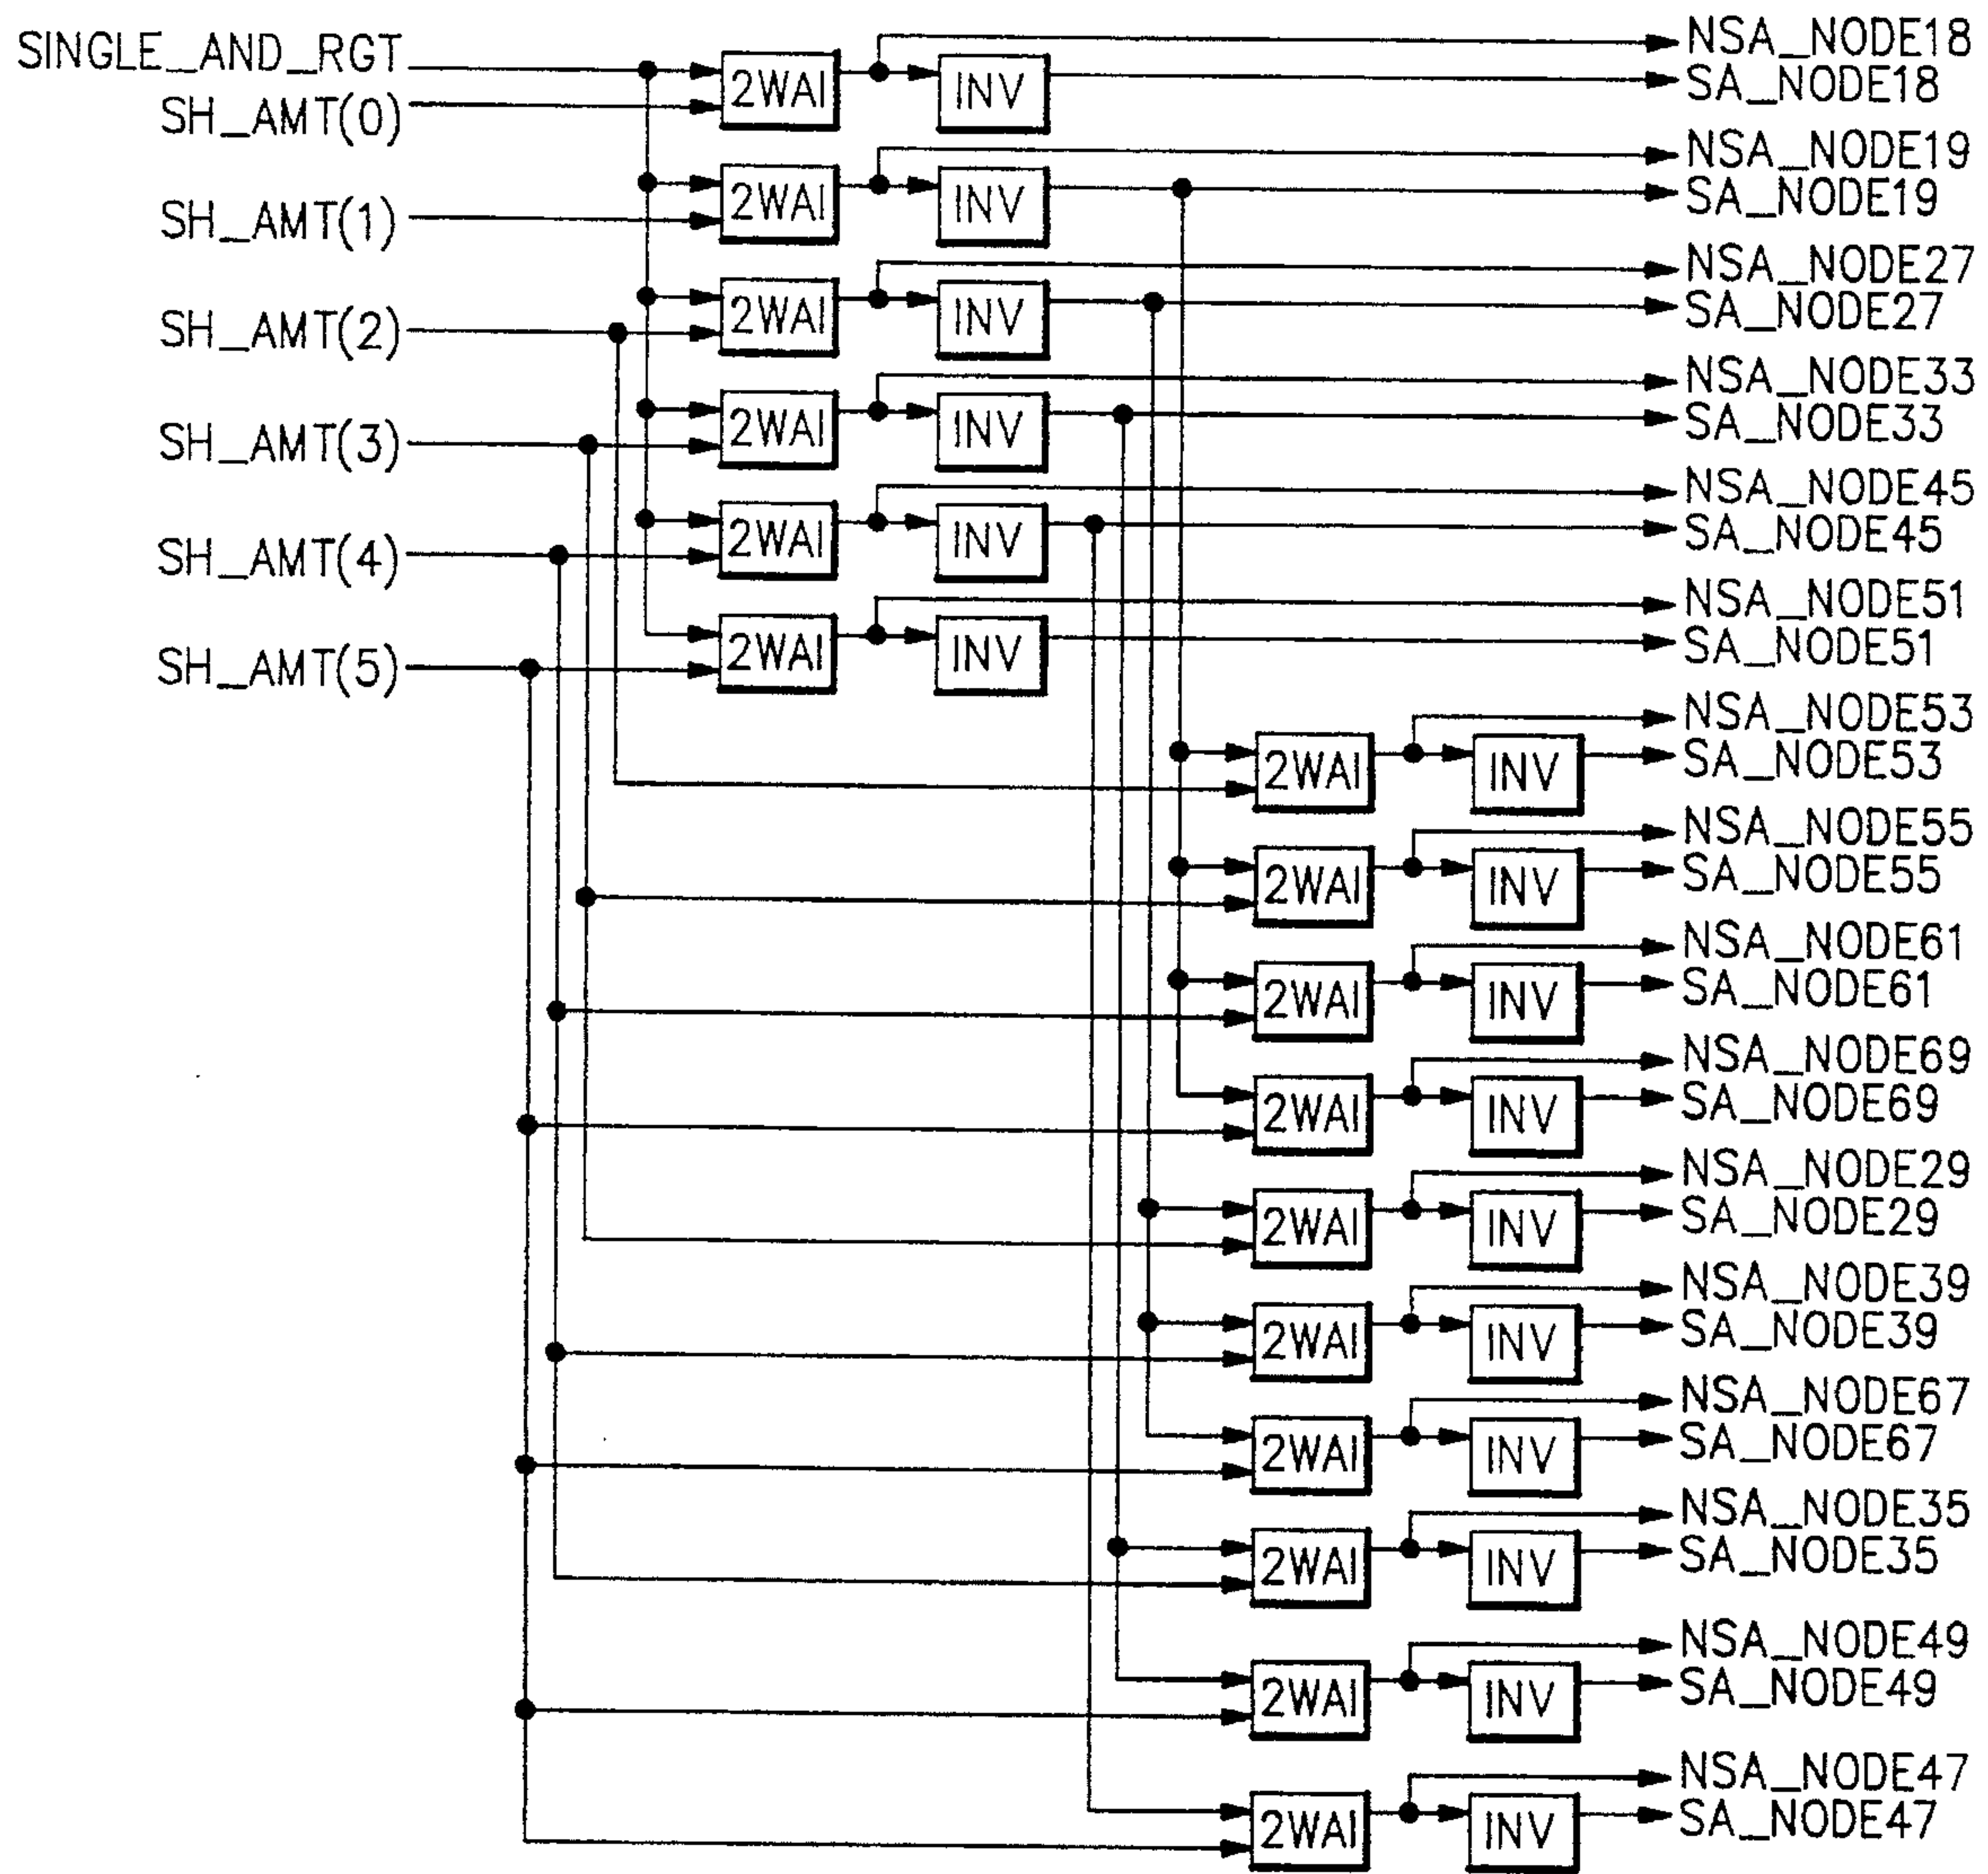 SINGLE_AND_RGT
SH_AMT(0)
2WAI
INV
NSA_NODE18
SA_NODE18
SH_AMT(1)
2WAI
INV
NSA_NODE19
SA_NODE19
SH_AMT(2)
2WAI
INV
NSA_NODE27
SA_NODE27
SH_AMT(3)
2WAI
INV
NSA_NODE33
SA_NODE33
SH_AMT(4)
2WAI
INV
NSA_NODE45
SA_NODE45
SH_AMT(5)
2WAI
INV
NSA_NODE51
SA_NODE51
2WAI
INV
NSA_NODE53
SA_NODE53
2WAI
INV
NSA_NODE55
SA_NODE55
2WAI
INV
NSA_NODE61
SA_NODE61
2WAI
INV
NSA_NODE69
SA_NODE69
2WAI
INV
NSA_NODE29
SA_NODE29
2WAI
INV
NSA_NODE39
SA_NODE39
2WAI
INV
NSA_NODE67
SA_NODE67
2WAI
INV
NSA_NODE35
SA_NODE35
2WAI
INV
NSA_NODE49
SA_NODE49
2WAI
INV
NSA_NODE47
SA_NODE47